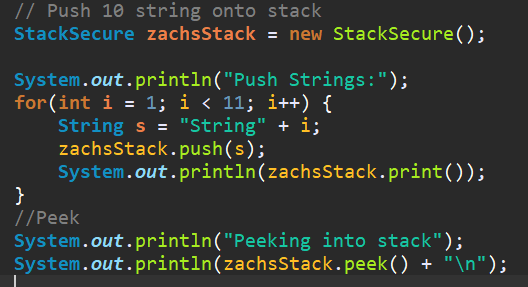 // Push 10 string onto stack
StackSecure zachsStack = new StackSecure();
System.out.println("Push Strings:");
for(int i = 1; i < 11; i++) {
String s = "String" + i;
zachsStack.push(s);
System.out.println(zachsStack.print());
}
//Peek
System.out.println("Peeking into stack");
System.out.println(zachsStack.peek() + "\n");